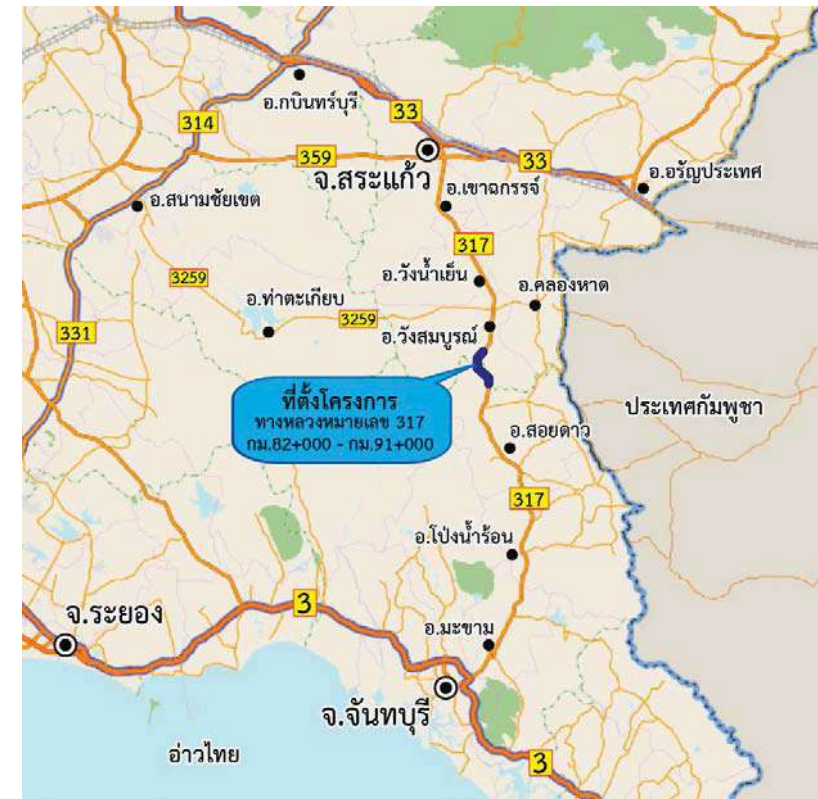 อ.กบินทร์บุรี
33
314
359
33
จ.สระแก้ว
อ.อรัญประเทศ
อ.เขาฉกรรจ์
อ.สนามชัยเขต
317
อ.วังน้ำเย็น
3259
อ.คลองหาด
อ.ท่าตะเกียบ
3259
331
อ.วังสมบูรณ์
ที่ตั้งโครงการ
ทางหลวงหมายเลข 317
กม.82+000 - กม.91+000
ประเทศกัมพูชา
อ.สอยดาว
317
อ.โป่งน้ำร้อน
3
จ.ระยอง
อ.มะขาม
จ.จันทบุรี
อ่าวไทย
3